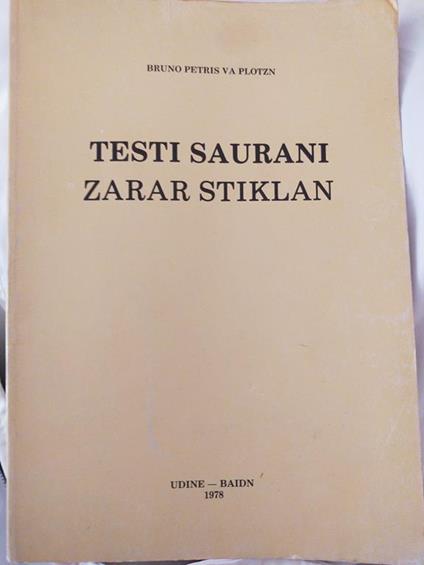 BRUNO PETRIS VA PLOTZN
TESTI SAURANI
ZARAR STIKLAN
UDINE — BAIDN
1978